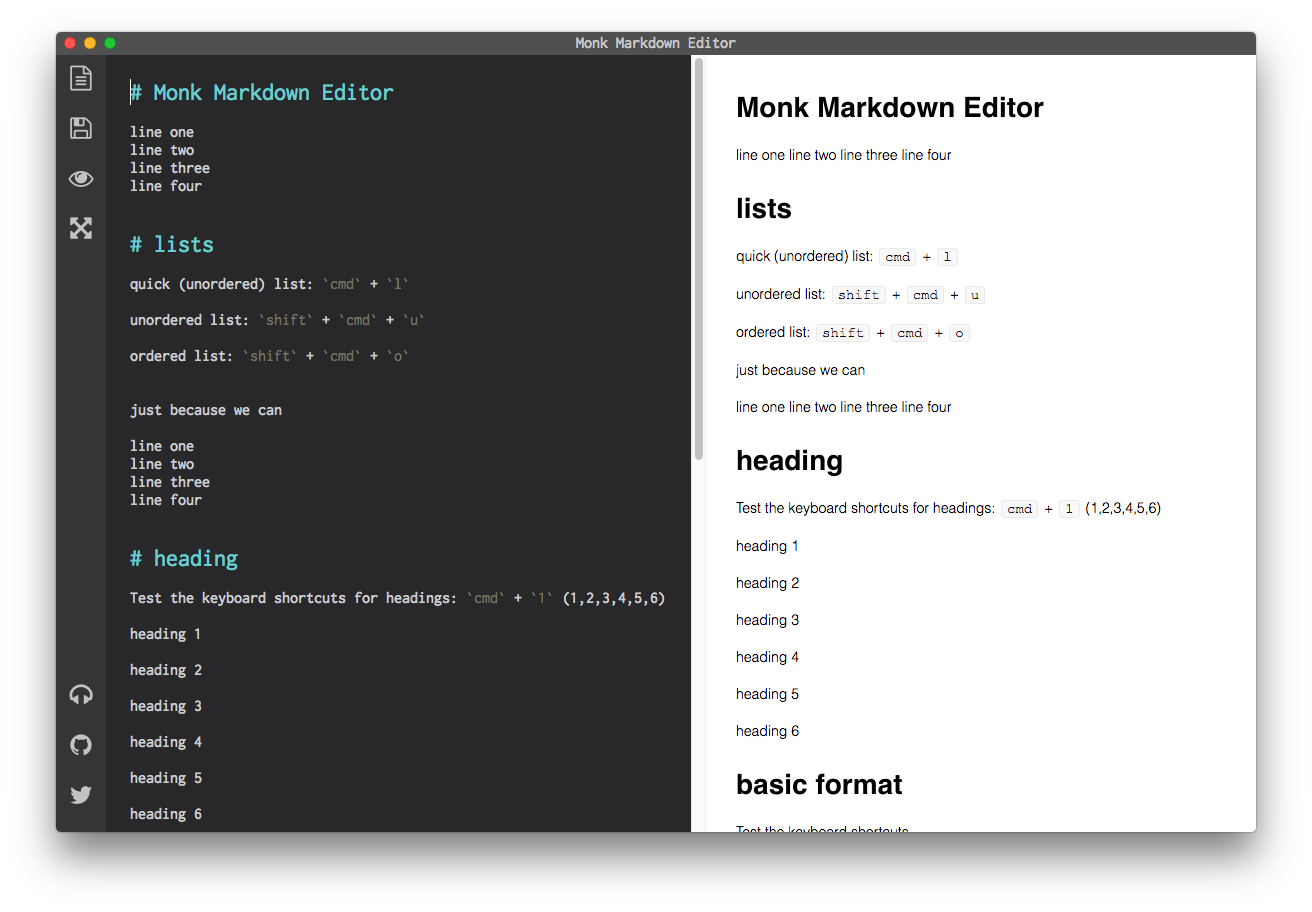 Monk Markdown Editor
# Monk Markdown Editor
line one
line two
line three
line four
# lists
quick (unordered) list: `cmd` + `l`
unordered list: `shift` + `cmd` + `u`
ordered list: `shift` + `cmd` + `o`
just because we can
line one
line two
line three
line four
# heading
Test the keyboard shortcuts for headings: `cmd` + `1` (1,2,3,4,5,6)
heading 1
heading 2
heading 3
heading 4
heading 5
heading 6
Monk Markdown Editor
line one line two line three line four
lists
quick (unordered) list: cmd + l
unordered list: shift + cmd + u
ordered list: shift + cmd + o
just because we can
line one line two line three line four
heading
Test the keyboard shortcuts for headings: cmd + 1 (1,2,3,4,5,6)
heading 1
heading 2
heading 3
heading 4
heading 5
heading 6
basic format
Test the keyboard shortcuts